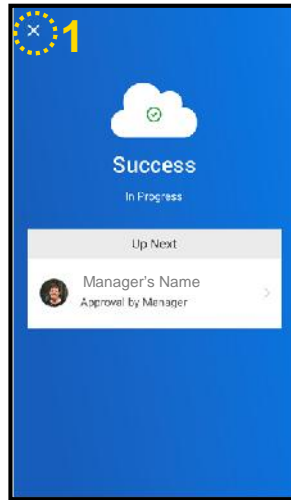 × 1
Success
In Progress
Up Next
Manager's Name
Approval by Manager